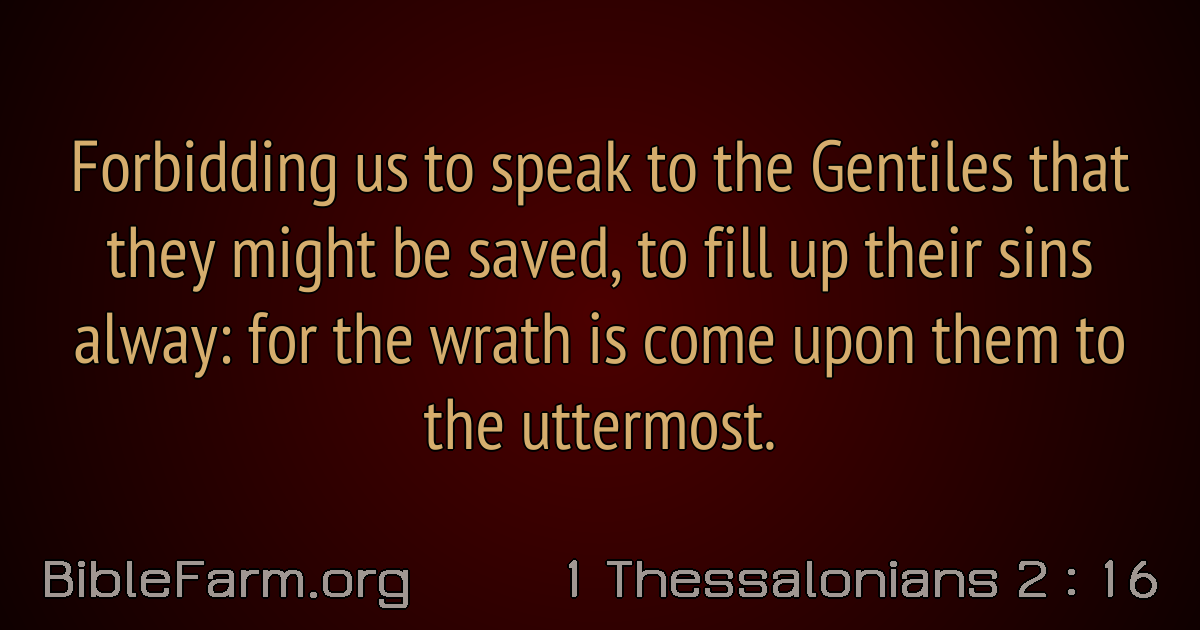 Forbidding us to speak to the Gentiles that
they might be saved, to fill up their sins
alway: for the wrath is come upon them to
the uttermost.
BibleFarm.org
1 Thessalonians 2 : 16